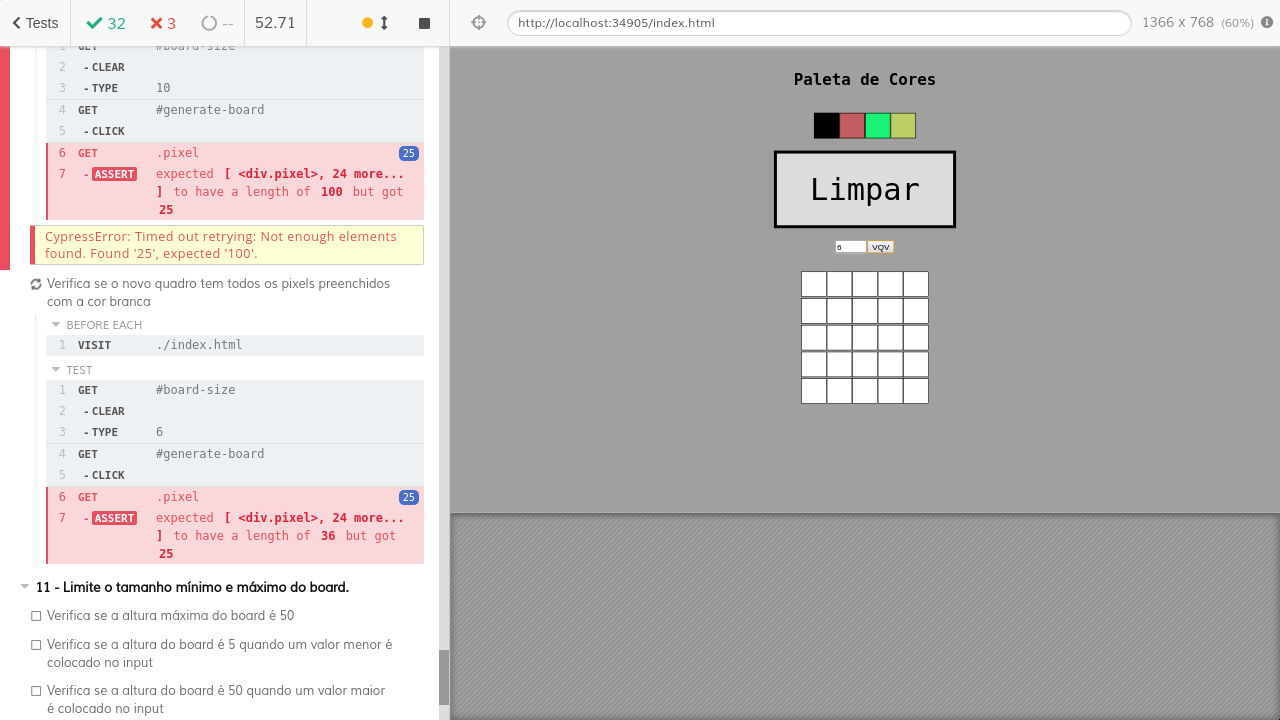 Tests 32 3 -- 52.71 http://localhost:34905/index.html 1366 x 768 (60%)
1 GET #board-size
2 - CLEAR
3 - TYPE 10
4 GET #generate-board
5 - CLICK
6 GET .pixel 25
7 - ASSERT expected [ <div.pixel>, 24 more...
] to have a length of 100 but got
25
CypressError: Timed out retrying: Not enough elements
found. Found '25', expected '100'.
Verifica se o novo quadro tem todos os pixels preenchidos
com a cor branca
BEFORE EACH
1 VISIT ./index.html
TEST
1 GET #board-size
2 - CLEAR
3 - TYPE 6
4 GET #generate-board
5 - CLICK
6 GET .pixel 25
7 - ASSERT expected [ <div.pixel>, 24 more...
] to have a length of 36 but got
25
11 - Limite o tamanho mínimo e máximo do board.
Verifica se a altura máxima do board é 50
Verifica se a altura do board é 5 quando um valor menor é
colocado no input
Verifica se a altura do board é 50 quando um valor maior
é colocado no input
Paleta de Cores
Limpar
6 VQV